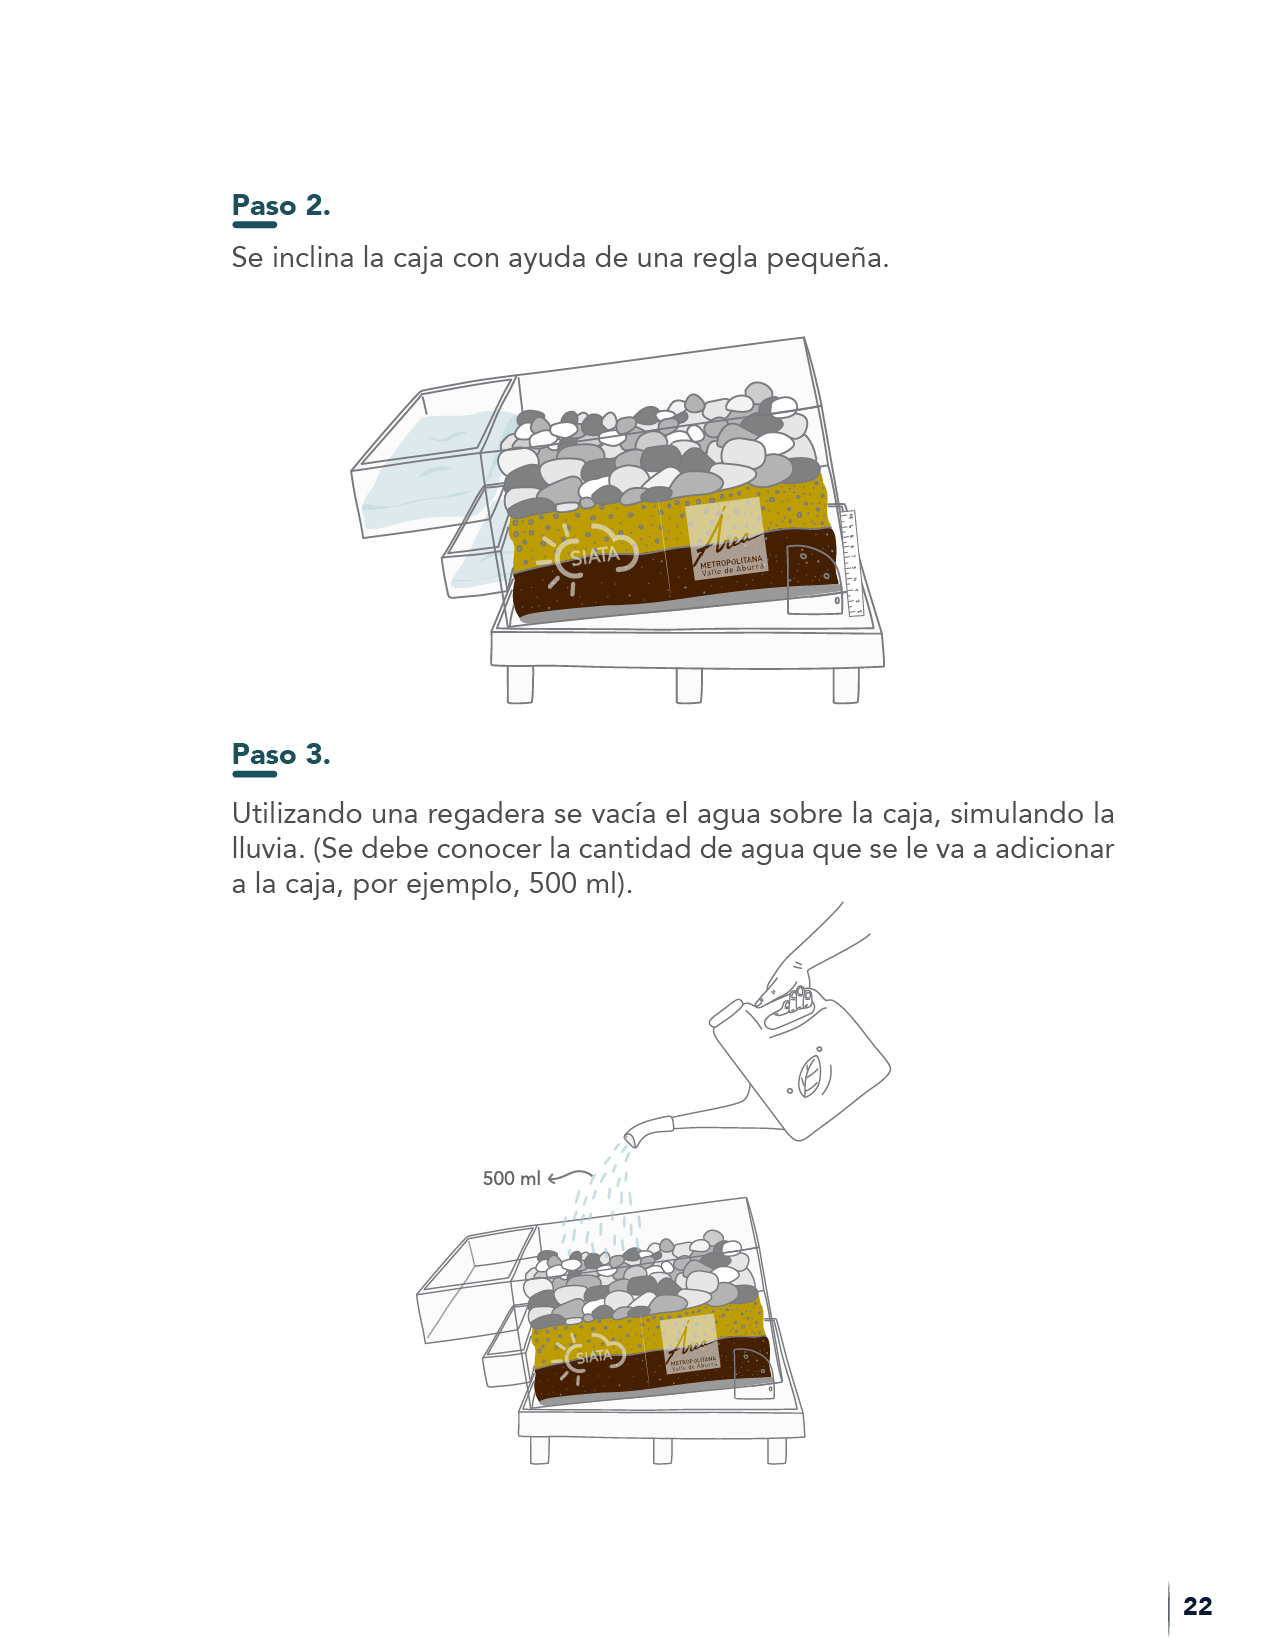 Paso 2.
Se inclina la caja con ayuda de una regla pequeña.
SIATA
Área
METROPOLITANA
Valle de Aburrá
Paso 3.
Utilizando una regadera se vacía el agua sobre la caja, simulando la
lluvia. (Se debe conocer la cantidad de agua que se le va a adicionar
a la caja, por ejemplo, 500 ml).
500 ml
SIATA
Área
METROPOLITANA
Valle de Aburrá
22